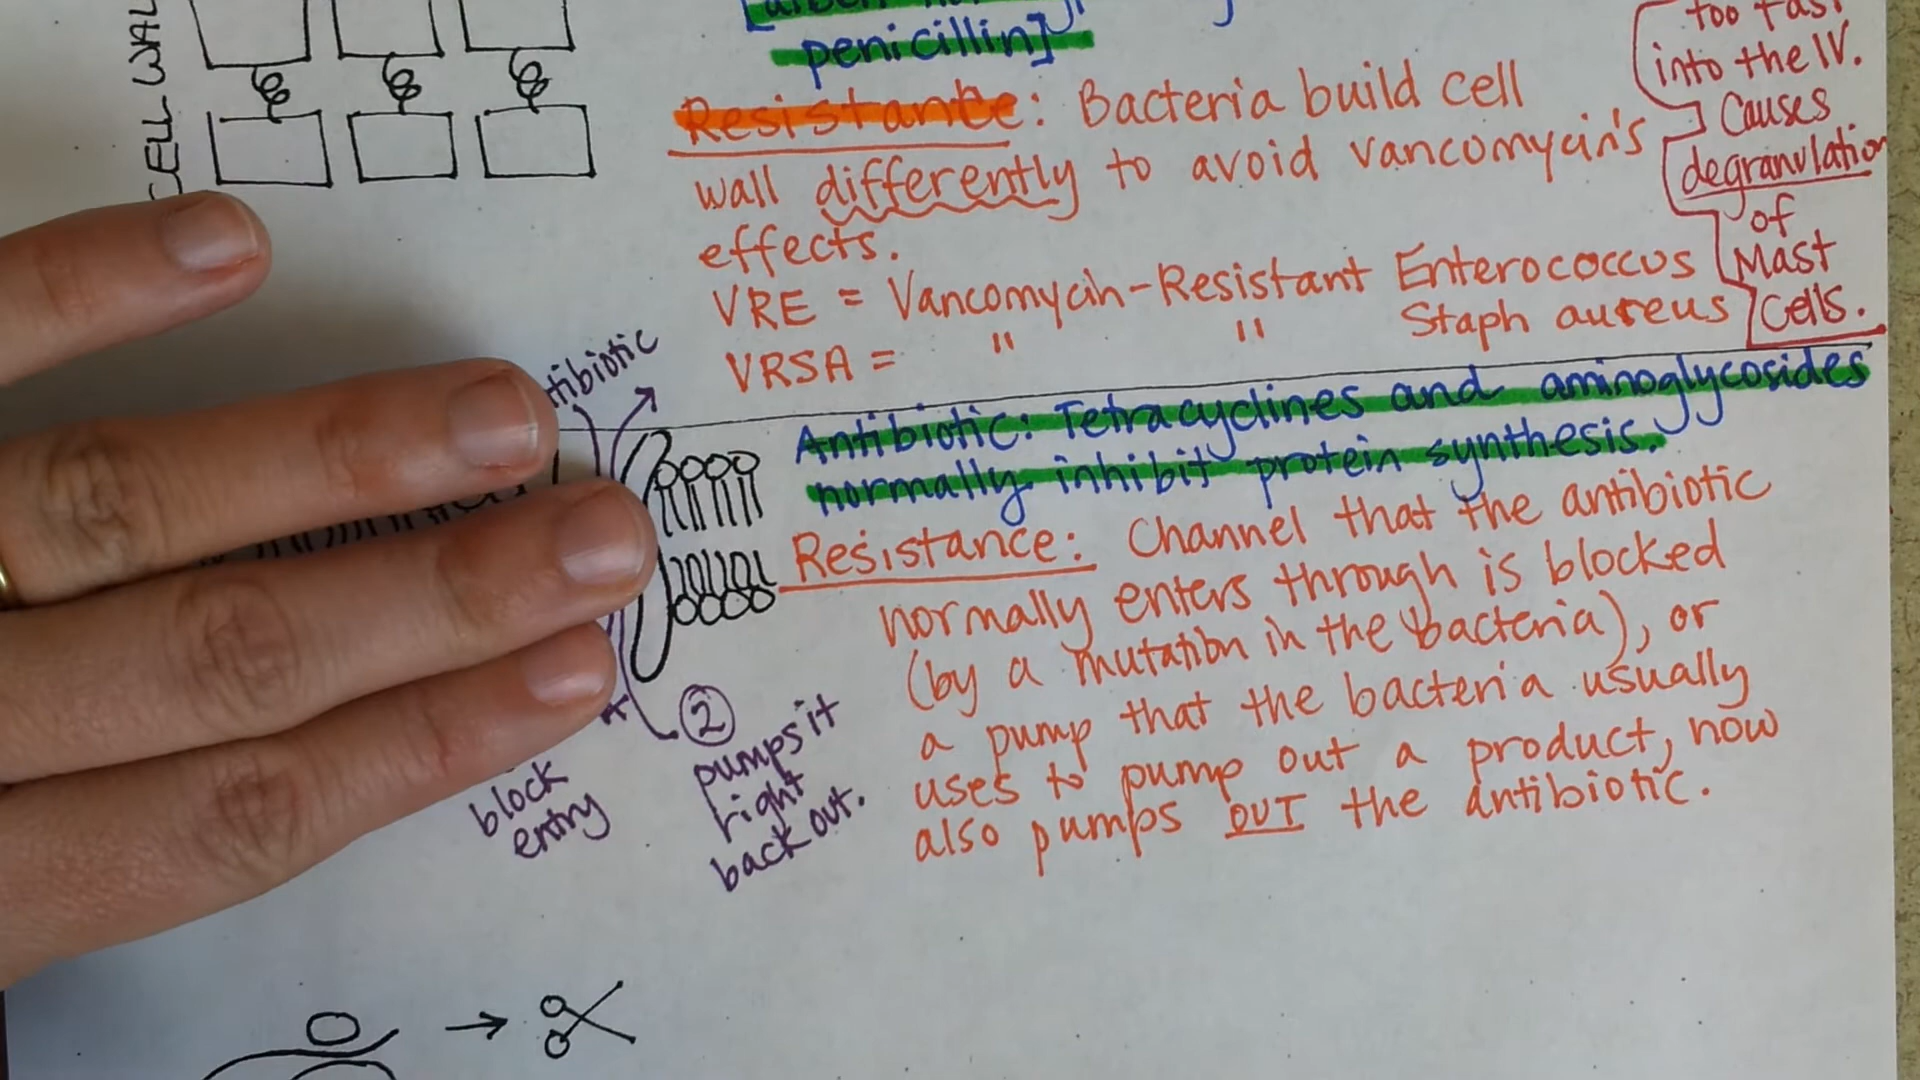 CELL WAL
penicillin]
Resistance: Bacteria build cell
wall differently to avoid vancomycin's
effects.
VRE = Vancomycin-Resistant Enterococcus
VRSA = " " Staph aureus
too fast
into the IV.
Causes
degranulation
of
Mast
Cells.
tibiotic
Antibiotic: Tetracyclines and aminoglycosides
normally inhibit protein synthesis.
Resistance: Channel that the antibiotic
normally enters through is blocked
(by a mutation in the bacteria), or
a pump that the bacteria usually
uses to pump out a product, now
also pumps OUT the antibiotic.
block
entry
2
pumps it
right
back out.